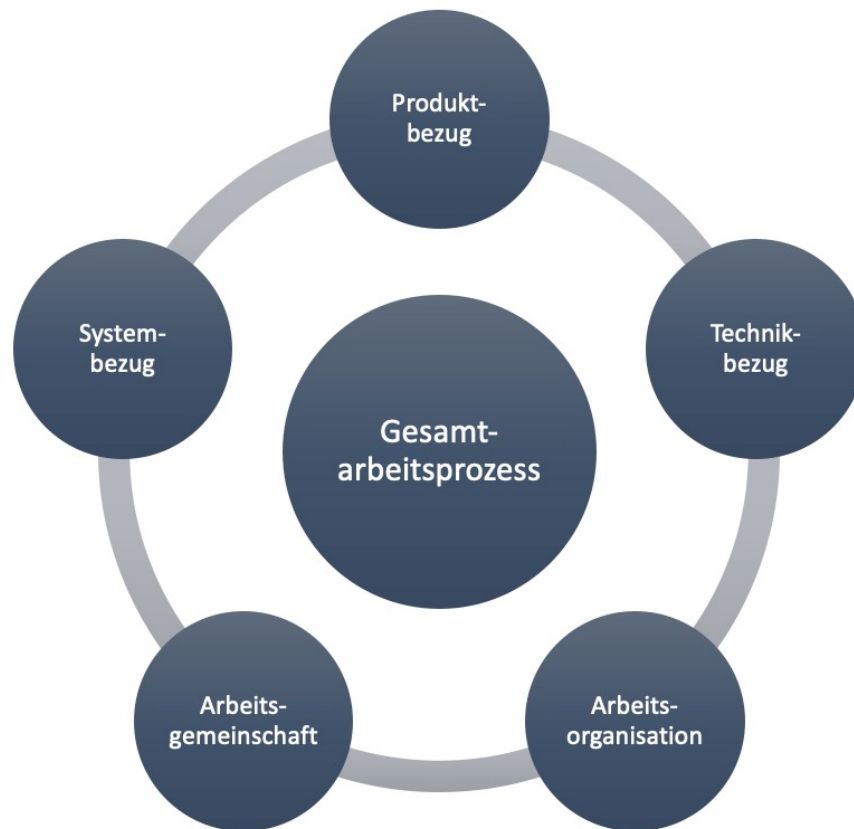 Produkt-
bezug
System-
bezug
Technik-
bezug
Gesamt-
arbeitsprozess
Arbeits-
gemeinschaft
Arbeits-
organisation